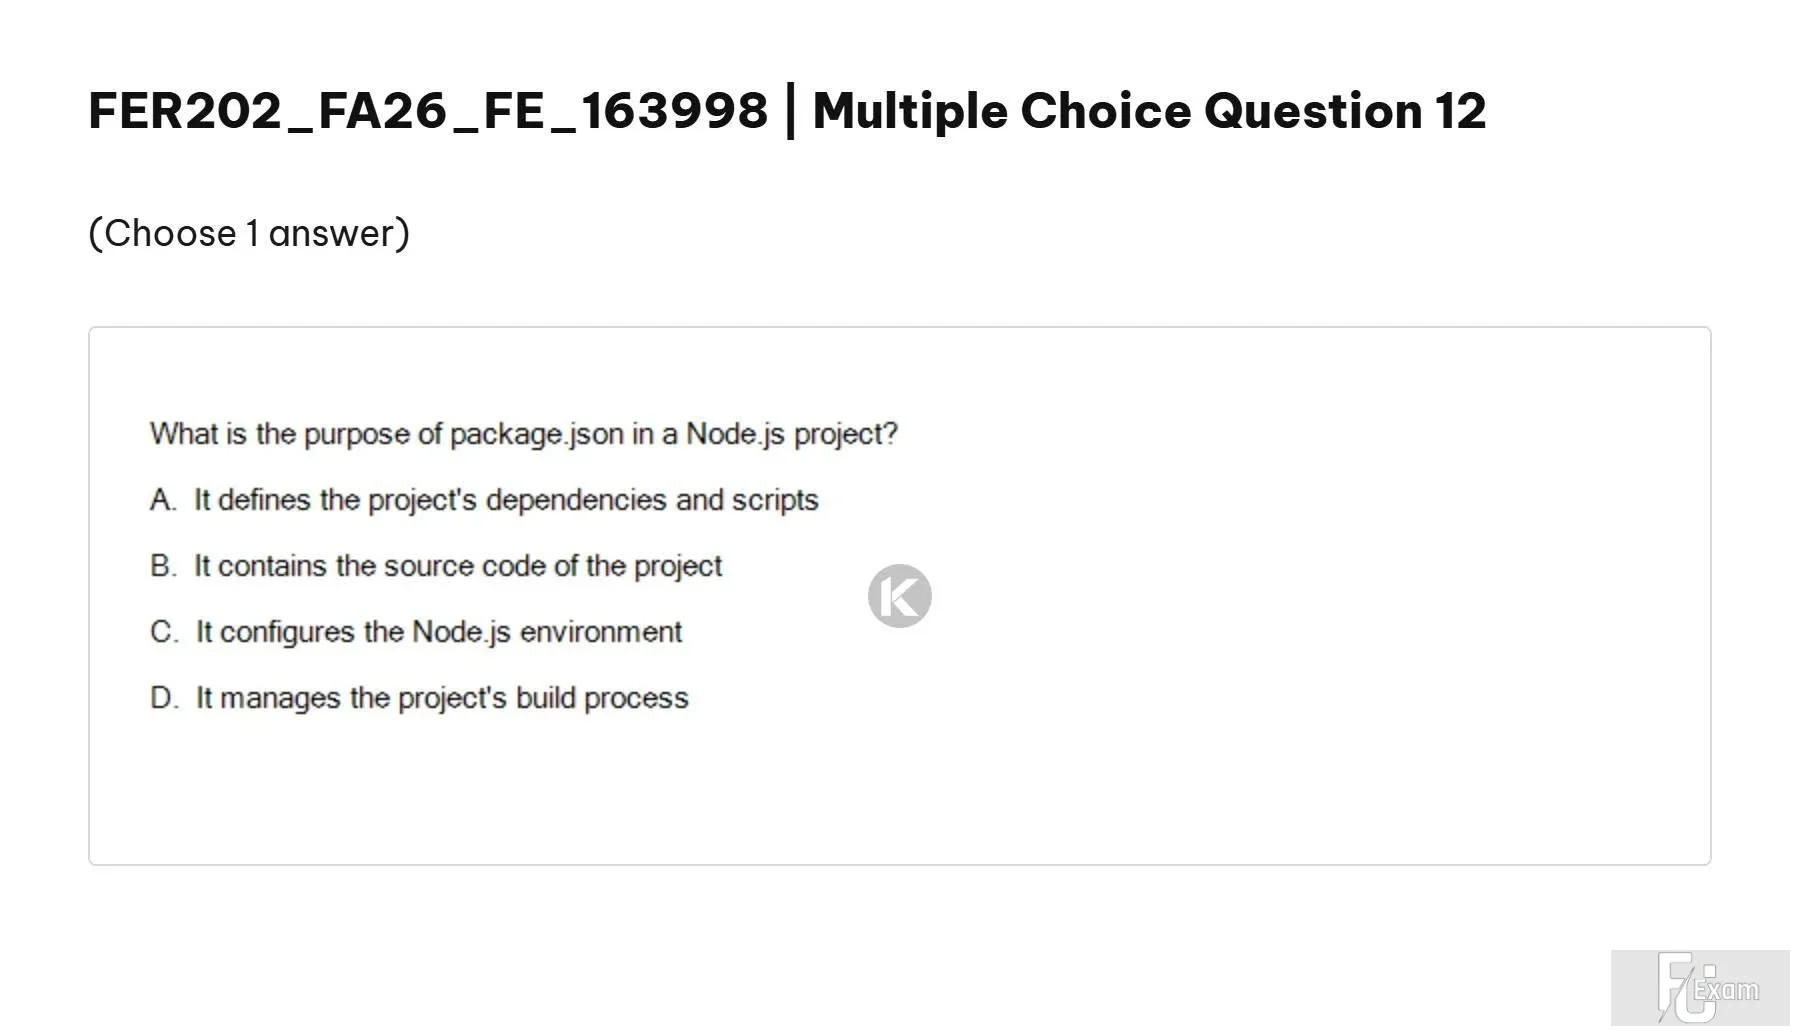 FER202_FA26_FE_163998 | Multiple Choice Question 12
(Choose 1 answer)
What is the purpose of package.json in a Node.js project?
A. It defines the project's dependencies and scripts
B. It contains the source code of the project
C. It configures the Node.js environment
D. It manages the project's build process
K
FU Exam